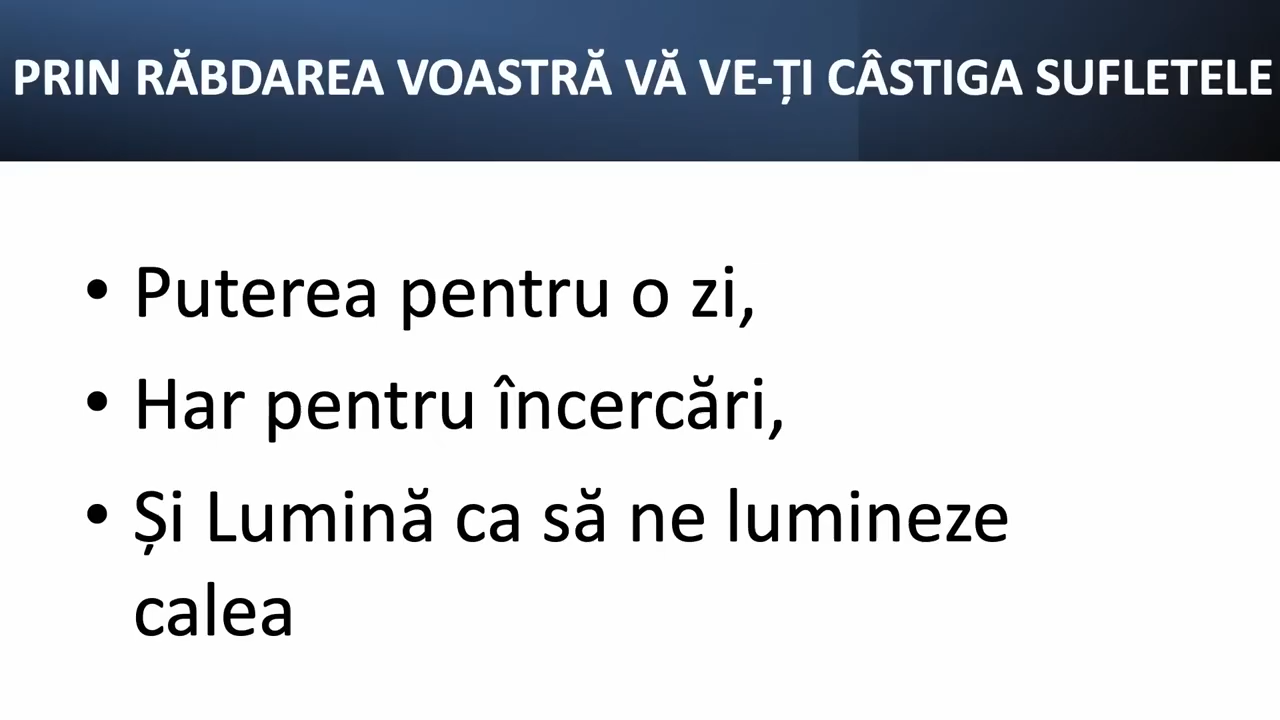 PRIN RĂBDAREA VOASTRĂ VĂ VE-ȚI CÂSTIGA SUFLETELE
• Puterea pentru o zi,
• Har pentru încercări,
• Și Lumină ca să ne lumineze
calea